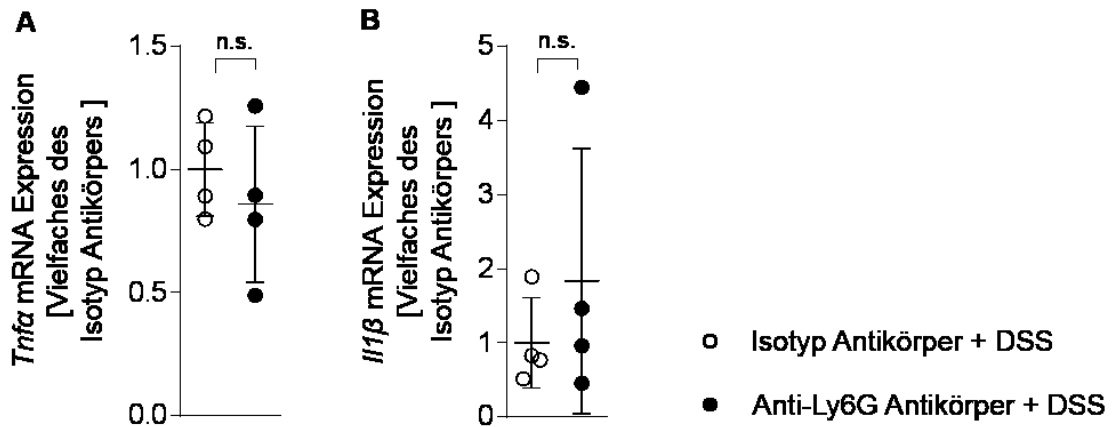 A
Tnfα mRNA Expression
[Vielfaches des
Isotyp Antikörpers ]
1.5
1.0
0.5
0.0
n.s.
B
Il1β mRNA Expression
[Vielfaches des
Isotyp Antikörpers ]
5
4
3
2
1
0
n.s.
Isotyp Antikörper + DSS
Anti-Ly6G Antikörper + DSS